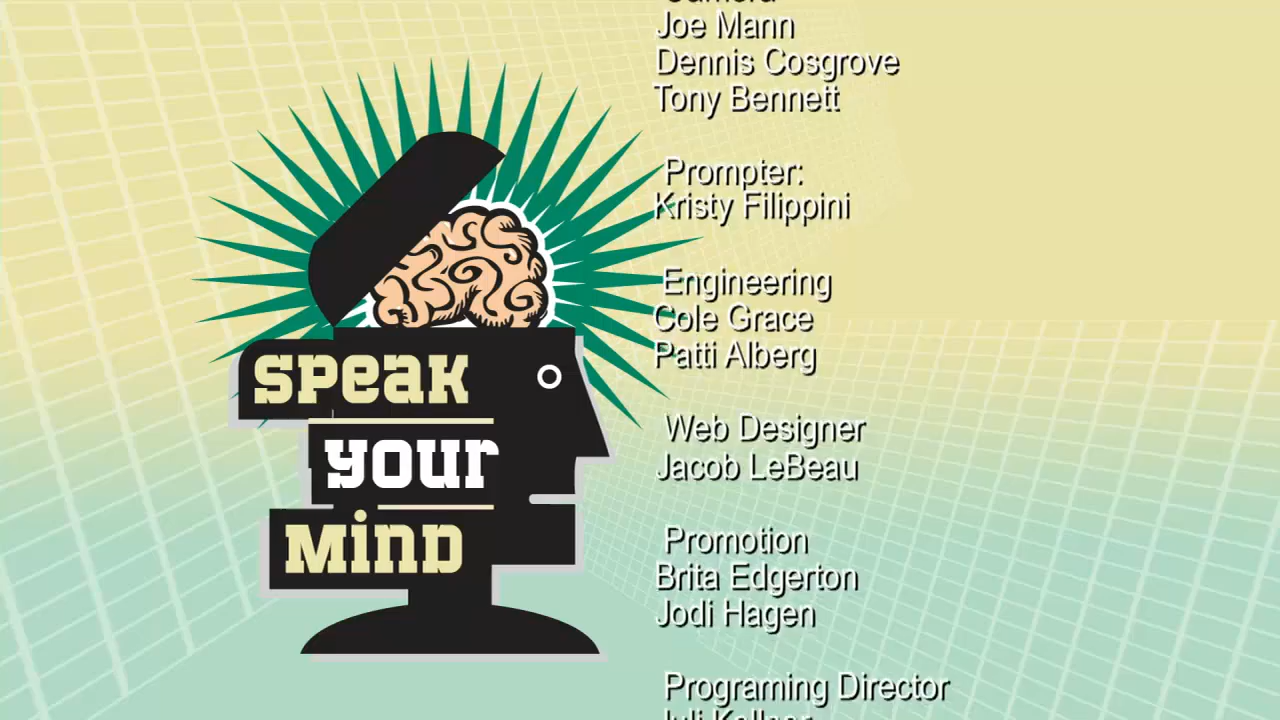 speak
your
mind
Joe Mann
Dennis Cosgrove
Tony Bennett
Prompter:
Kristy Filippini
Engineering
Cole Grace
Patti Alberg
Web Designer
Jacob LeBeau
Promotion
Brita Edgerton
Jodi Hagen
Programing Director